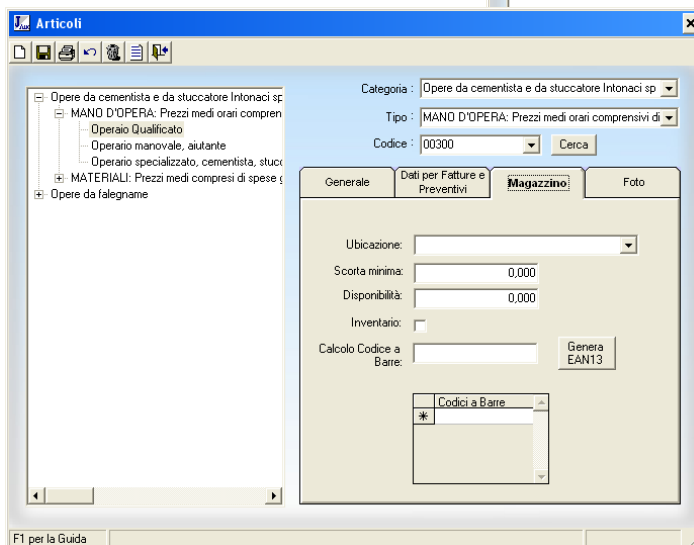 Articoli
Opere da cementista e da stuccatore Intonaci sp
MANO D'OPERA: Prezzi medi orari compren
Operaio Qualificato
Operario manovale, aiutante
Operario specializzato, cementista, stucc
MATERIALI: Prezzi medi compresi di spese g
Opere da falegname
Categoria : Opere da cementista e da stuccatore Intonaci sp
Tipo : MANO D'OPERA: Prezzi medi orari comprensivi di
Codice : 00300 Cerca
Generale
Dati per Fatture e
Preventivi
Magazzino
Foto
Ubicazione:
Scorta minima: 0,000
Disponibilità: 0,000
Inventario:
Calcolo Codice a
Barre:
Genera
EAN13
Codici a Barre
F1 per la Guida